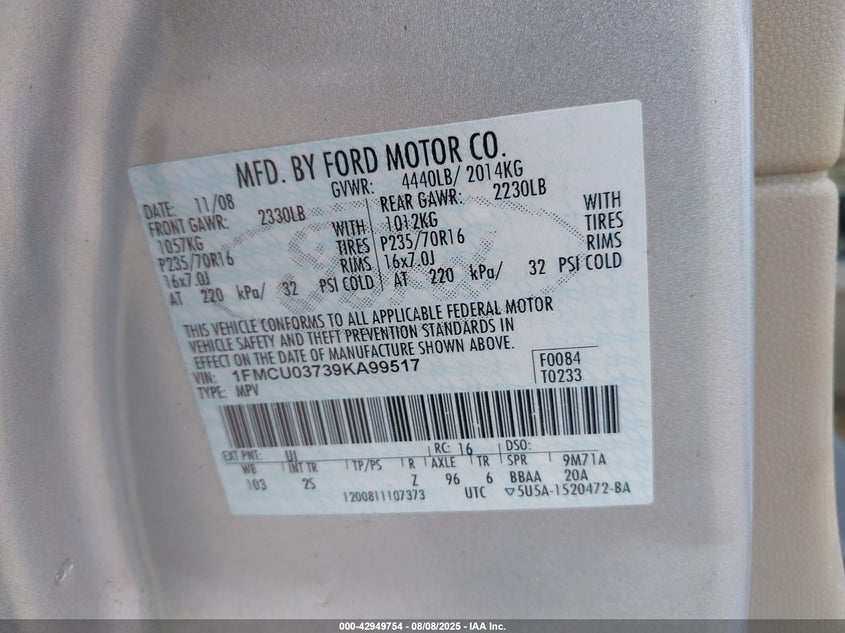 MFD. BY FORD MOTOR CO.
DATE: 11/08 GVWR: 4440LB/ 2014KG
FRONT GAWR: 2330LB REAR GAWR: 2230LB
1057KG WITH 1012KG WITH
P235/70R16 TIRES P235/70R16 TIRES
16x7.0J RIMS 16x7.0J RIMS
AT 220 kPa/ 32 PSI COLD AT 220 kPa/ 32 PSI COLD
THIS VEHICLE CONFORMS TO ALL APPLICABLE FEDERAL MOTOR
VEHICLE SAFETY AND THEFT PREVENTION STANDARDS IN
EFFECT ON THE DATE OF MANUFACTURE SHOWN ABOVE.
VIN: 1FMCU03739KA99517 F0084
TYPE: MPV T0233
EXT PNT: UJ RC: 16 DSO:
WB INT TR TP/PS R AXLE TR SPR 9M71A
103 25 Z 96 6 BBAA 20A
1200811107373 UTC ▽5U5A-1520472-BA
000-42949754 - 08/08/2025 - IAA Inc.